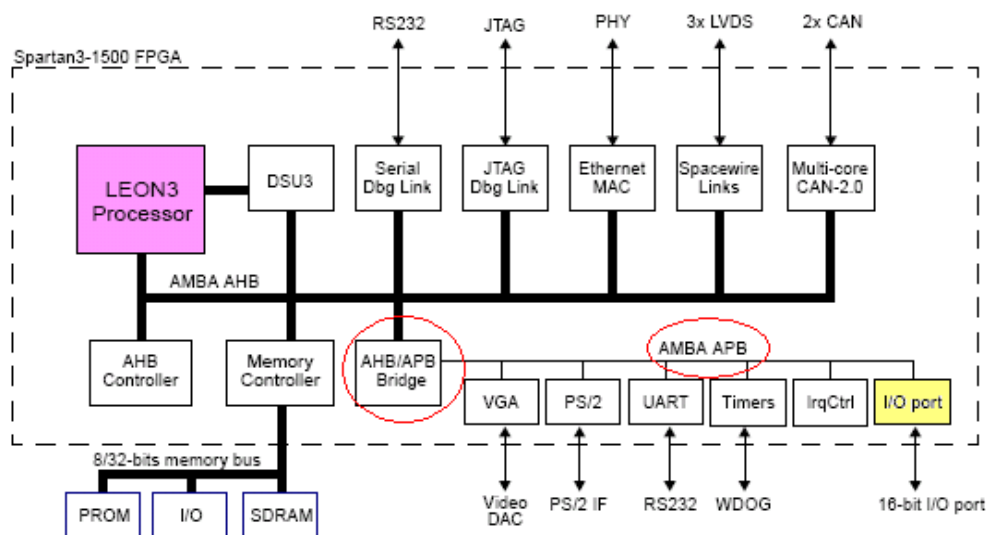 RS232 JTAG PHY 3x LVDS 2x CAN
Spartan3-1500 FPGA
LEON3
Processor
DSU3
Serial
Dbg Link
JTAG
Dbg Link
Ethernet
MAC
Spacewire
Links
Multi-core
CAN-2.0
AMBA AHB
AHB
Controller
Memory
Controller
AHB/APB
Bridge
AMBA APB
VGA
PS/2
UART
Timers
IrqCtrl
I/O port
8/32-bits memory bus
PROM
I/O
SDRAM
Video
DAC
PS/2 IF
RS232
WDOG
16-bit I/O port